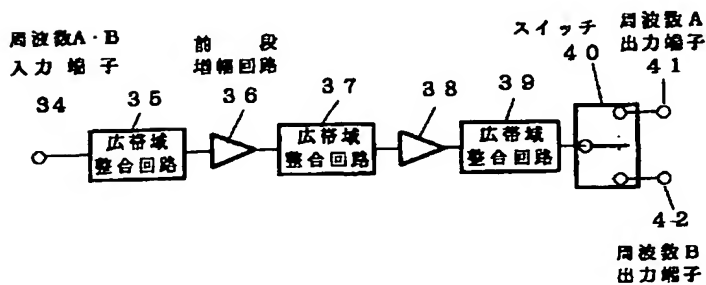 周波数A・B
入力端子
34
35
前段
増幅回路
36
37
38
39
スイッチ
40
周波数A
出力端子
41
広帯域
整合回路
広帯域
整合回路
広帯域
整合回路
42
周波数B
出力端子